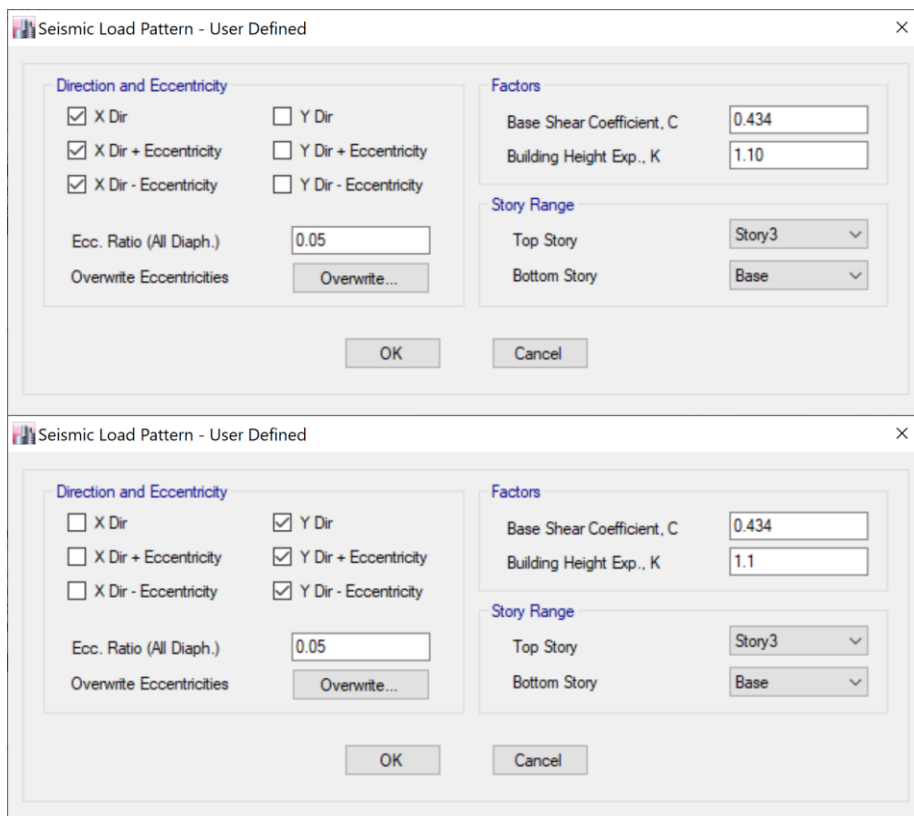 Seismic Load Pattern - User Defined
Direction and Eccentricity
X Dir
Y Dir
X Dir + Eccentricity
Y Dir + Eccentricity
X Dir - Eccentricity
Y Dir - Eccentricity
Ecc. Ratio (All Diaph.)
0.05
Overwrite Eccentricities
Overwrite...
Factors
Base Shear Coefficient, C
0.434
Building Height Exp., K
1.10
Story Range
Top Story
Story3
Bottom Story
Base
OK
Cancel
Seismic Load Pattern - User Defined
Direction and Eccentricity
X Dir
Y Dir
X Dir + Eccentricity
Y Dir + Eccentricity
X Dir - Eccentricity
Y Dir - Eccentricity
Ecc. Ratio (All Diaph.)
0.05
Overwrite Eccentricities
Overwrite...
Factors
Base Shear Coefficient, C
0.434
Building Height Exp., K
1.1
Story Range
Top Story
Story3
Bottom Story
Base
OK
Cancel